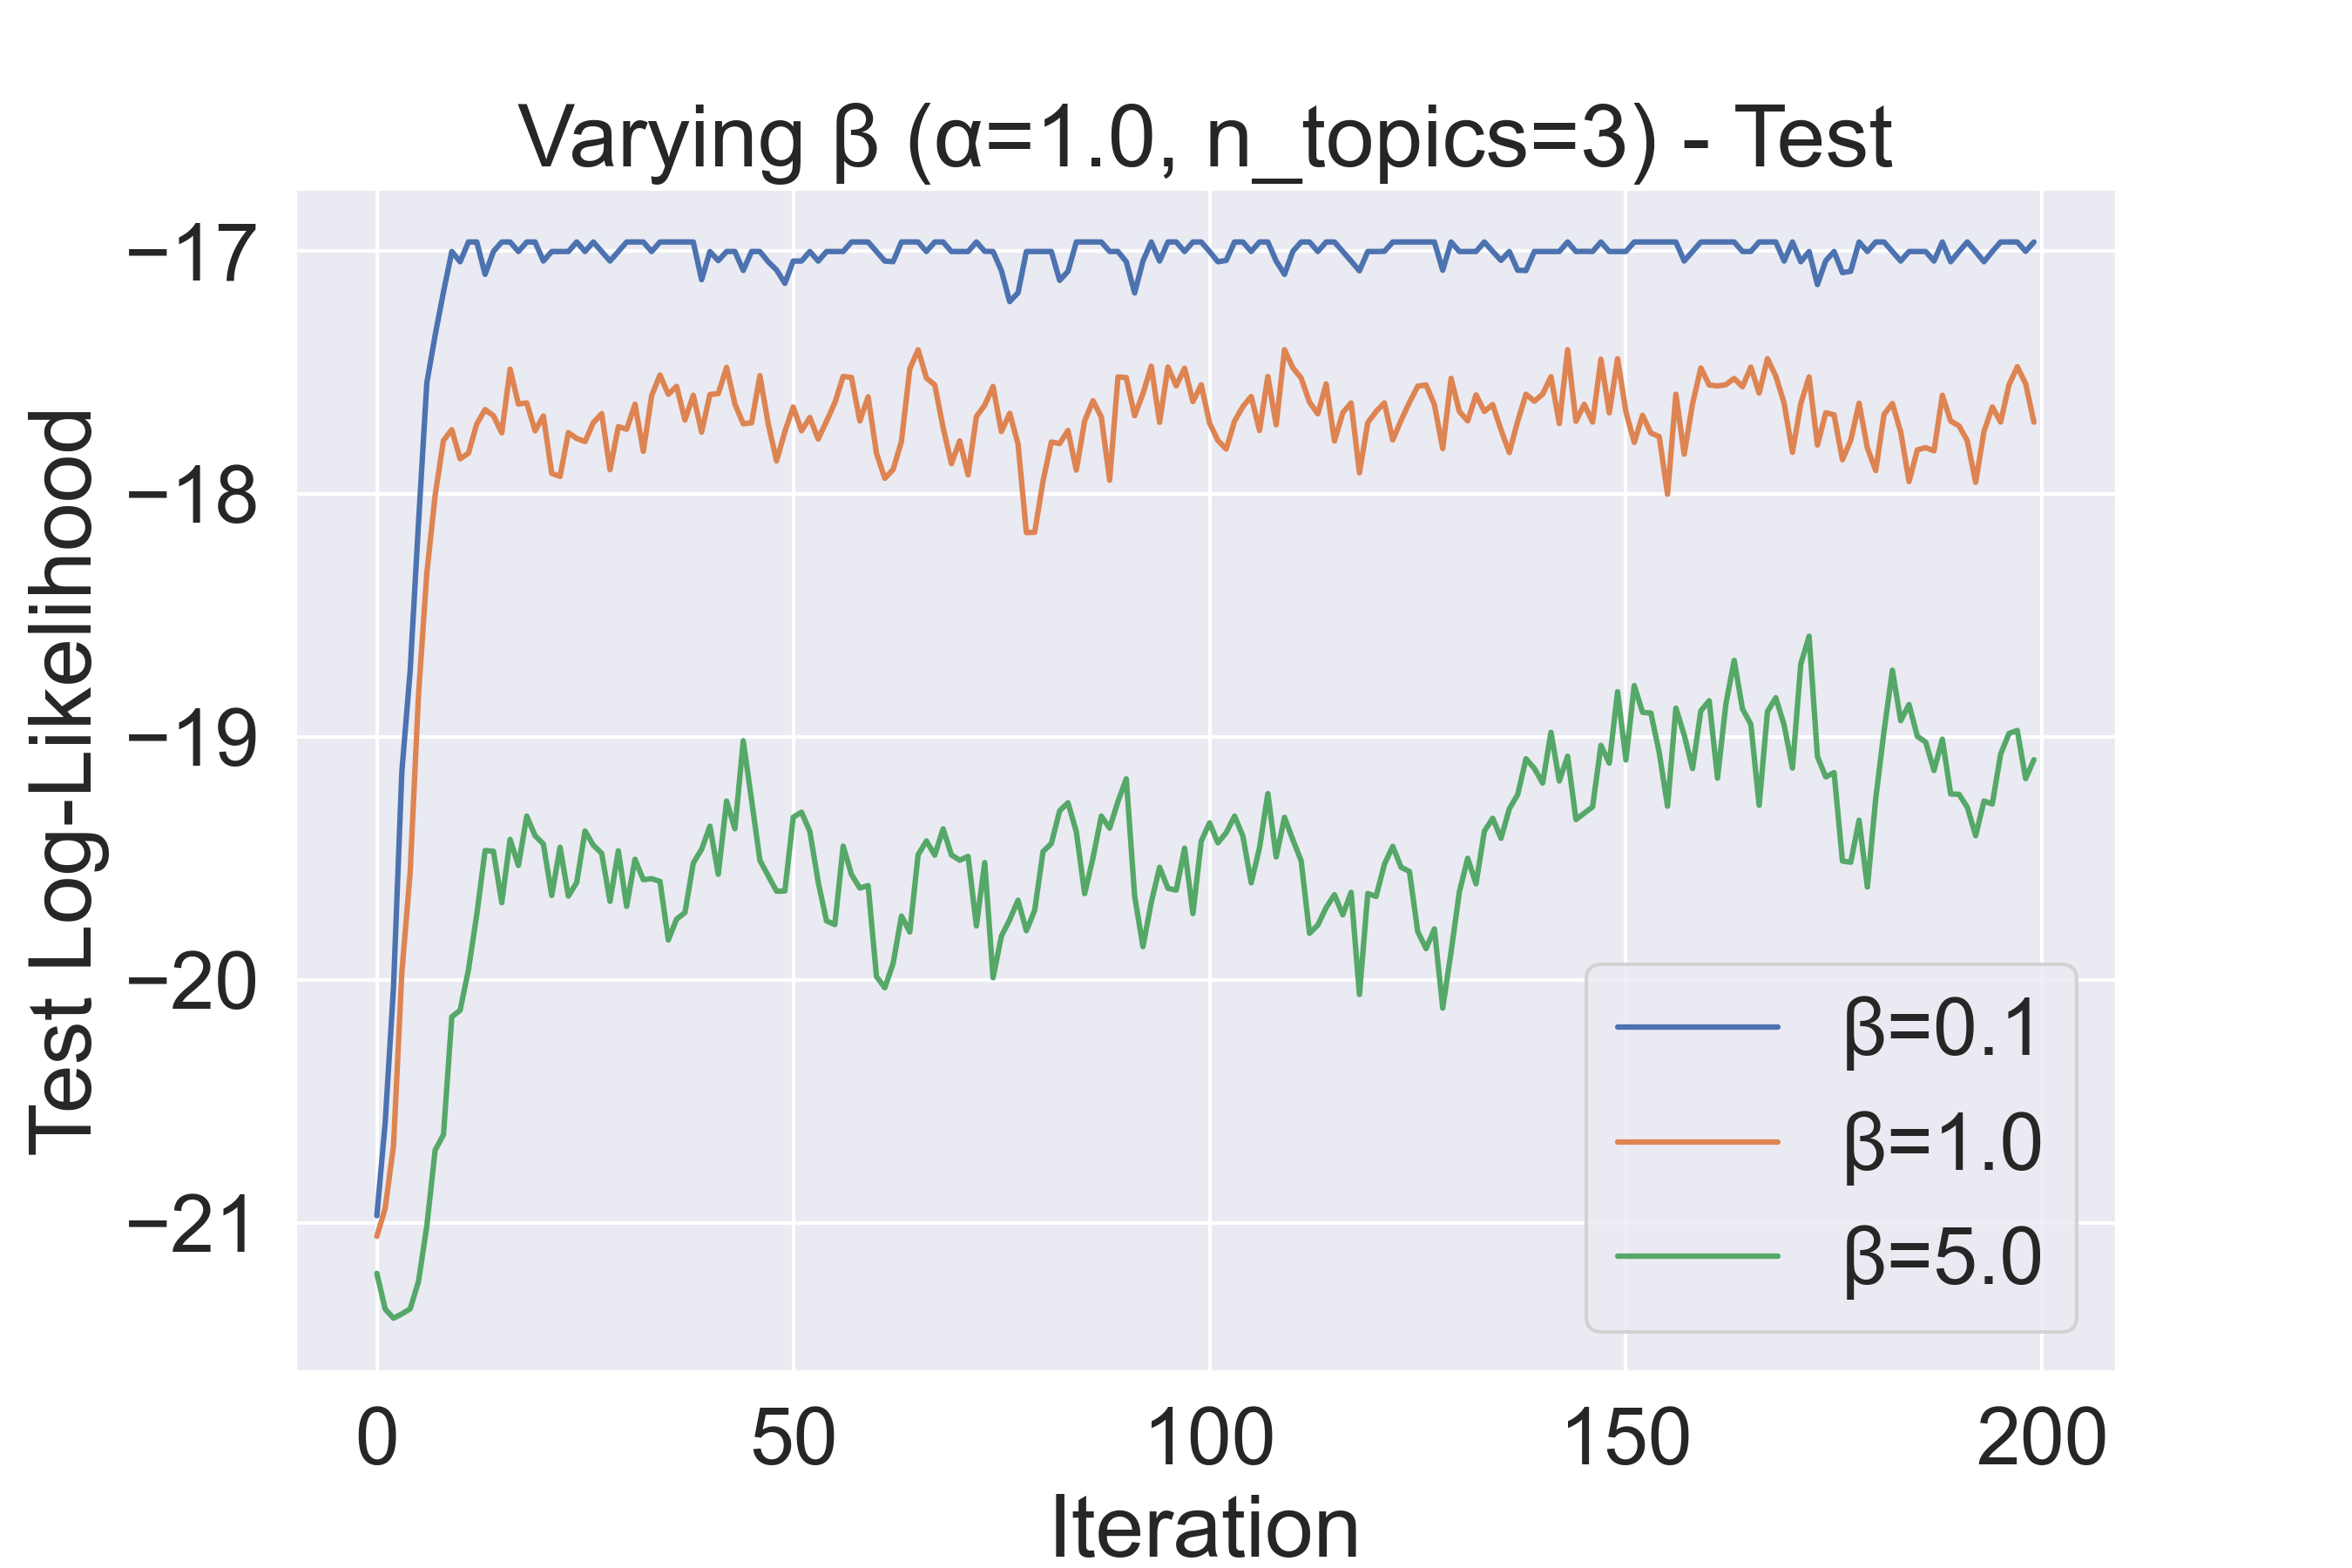 Varying β (α=1.0, n_topics=3) - Test
Test Log-Likelihood
−17
−18
−19
−20
−21
β=0.1
β=1.0
β=5.0
0 50 100 150 200
Iteration